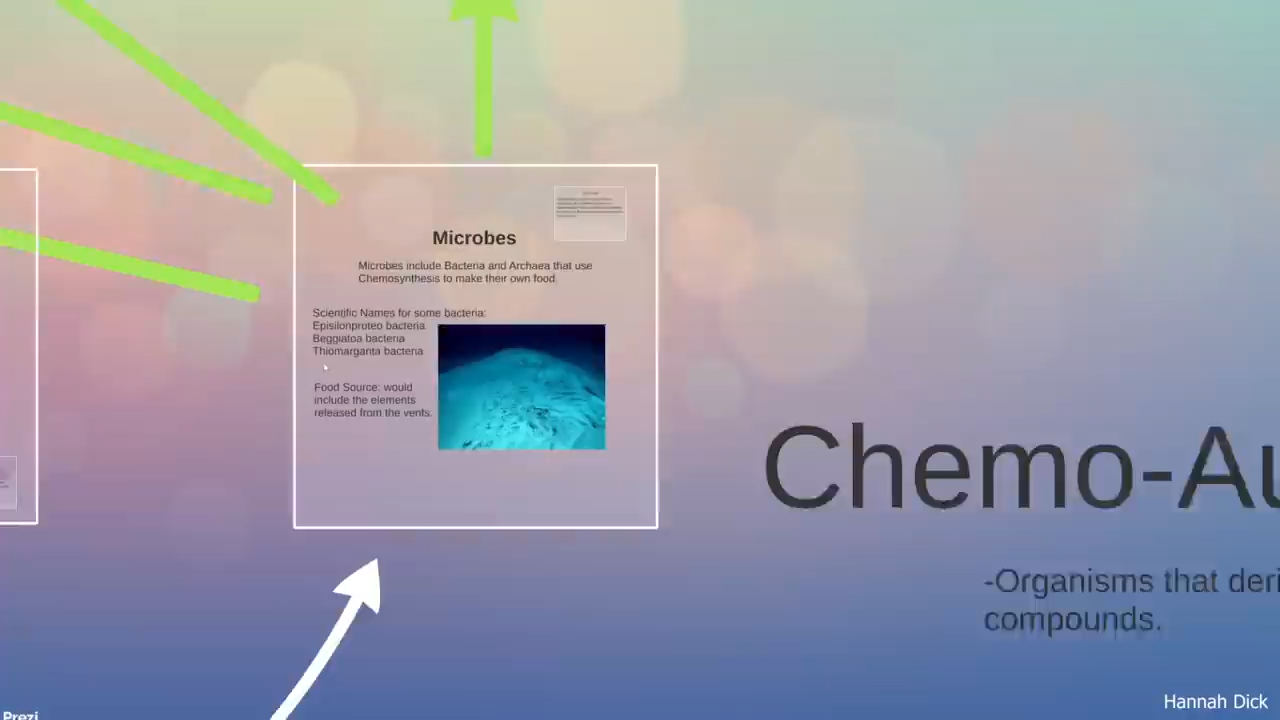 Microbes
Microbes include Bacteria and Archaea that use
Chemosynthesis to make their own food.
Scientific Names for some bacteria:
Episilonproteo bacteria
Beggiatoa bacteria
Thiomarganta bacteria
Food Source: would
include the elements
released from the vents.
Chemo-Au
-Organisms that deri
compounds.
Hannah Dick
Prezi